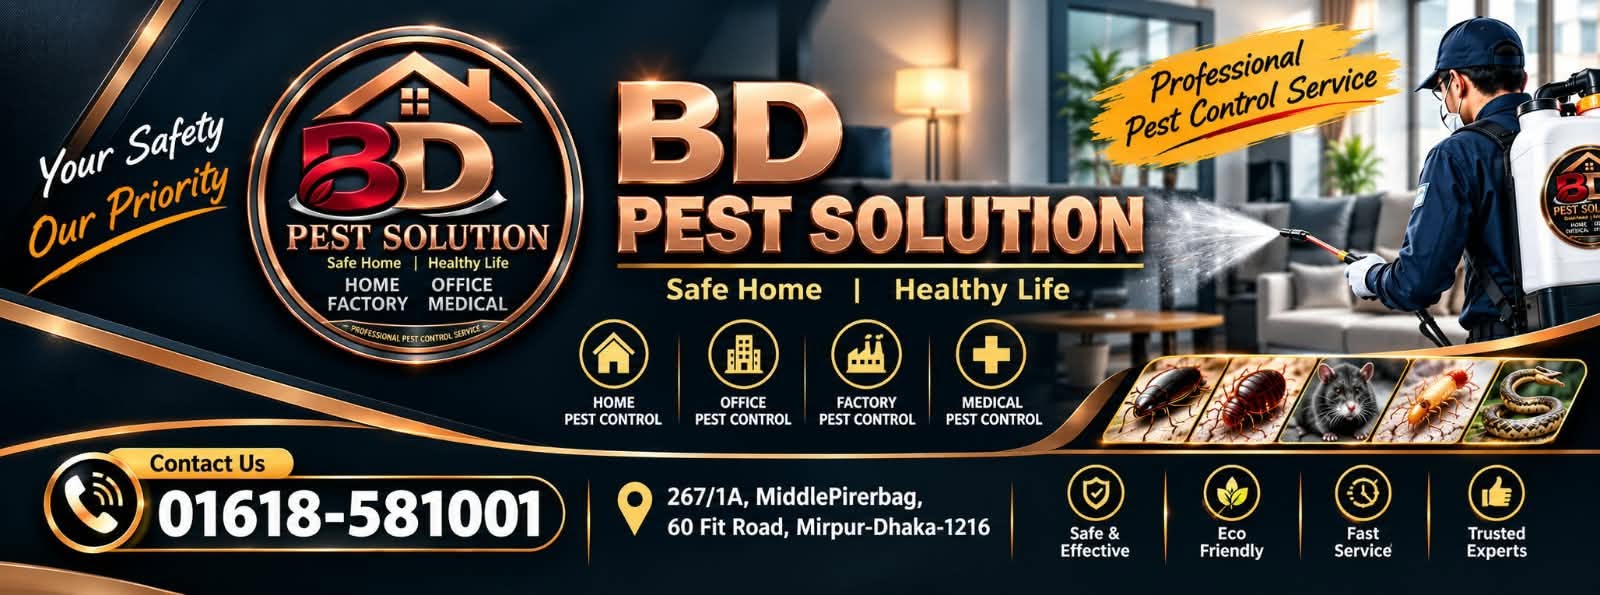 Your Safety
Our Priority
BD
PEST SOLUTION
Safe Home | Healthy Life
HOME OFFICE
FACTORY MEDICAL
PROFESSIONAL PEST CONTROL SERVICE
BD
PEST SOLUTION
Safe Home | Healthy Life
Professional
Pest Control Service
HOME
PEST CONTROL
OFFICE
PEST CONTROL
FACTORY
PEST CONTROL
MEDICAL
PEST CONTROL
Contact Us
01618-581001
267/1A, MiddlePirerbag,
60 Fit Road, Mirpur-Dhaka-1216
Safe &
Effective
Eco
Friendly
Fast
Service
Trusted
Experts